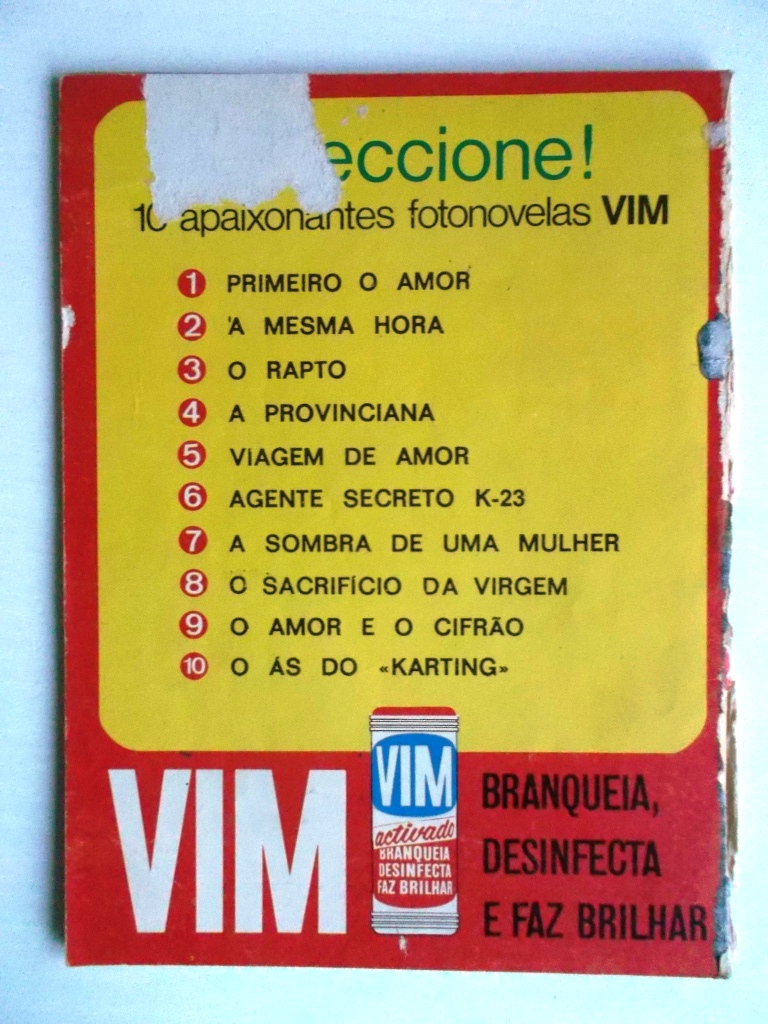 eccione!
10 apaixonantes fotonovelas VIM
1 PRIMEIRO O AMOR
2 'A MESMA HORA
3 O RAPTO
4 A PROVINCIANA
5 VIAGEM DE AMOR
6 AGENTE SECRETO K-23
7 A SOMBRA DE UMA MULHER
8 O SACRIFÍCIO DA VIRGEM
9 O AMOR E O CIFRÃO
10 O ÁS DO «KARTING»
VIM
VIM
activado
BRANQUEIA
DESINFECTA
FAZ BRILHAR
BRANQUEIA,
DESINFECTA
E FAZ BRILHAR